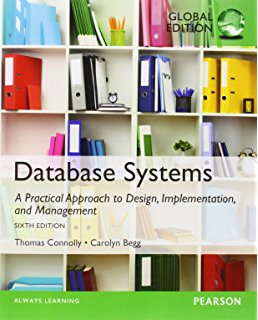 GLOBAL
EDITION
Database Systems
A Practical Approach to Design, Implementation,
and Management
SIXTH EDITION
Thomas Connolly • Carolyn Begg
ALWAYS LEARNING
PEARSON